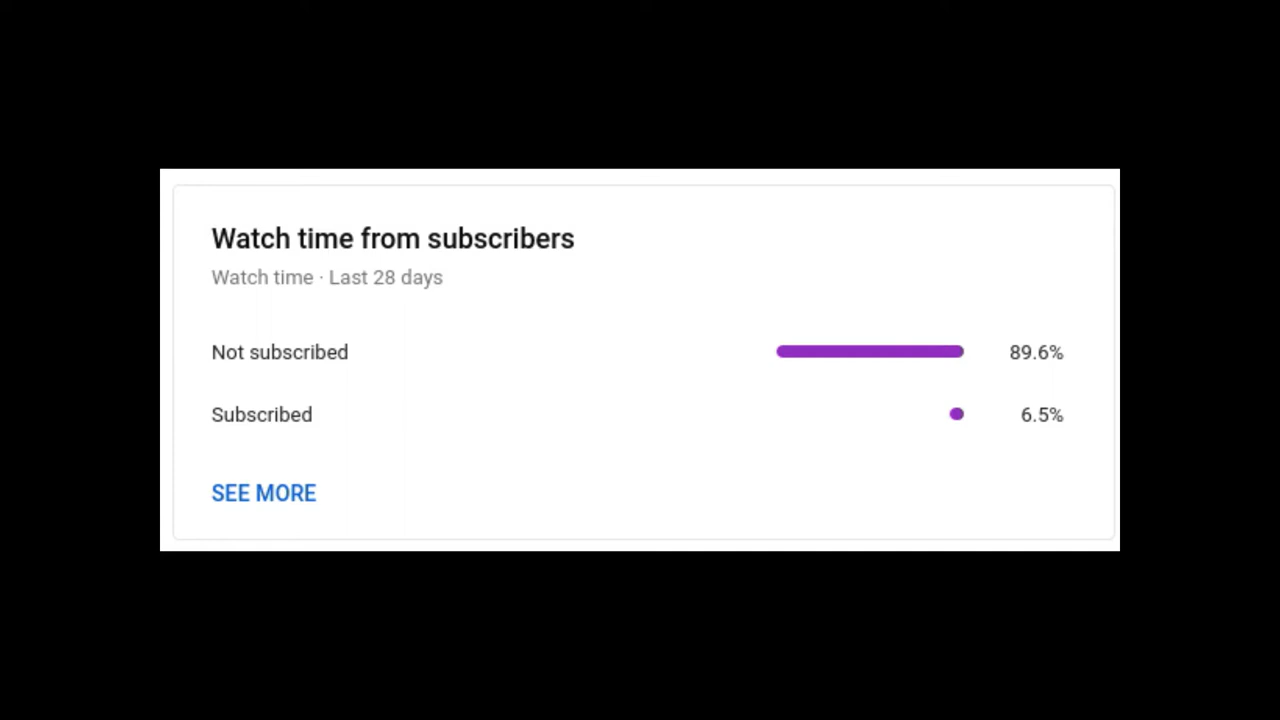 Watch time from subscribers
Watch time · Last 28 days
Not subscribed 89.6%
Subscribed 6.5%
SEE MORE